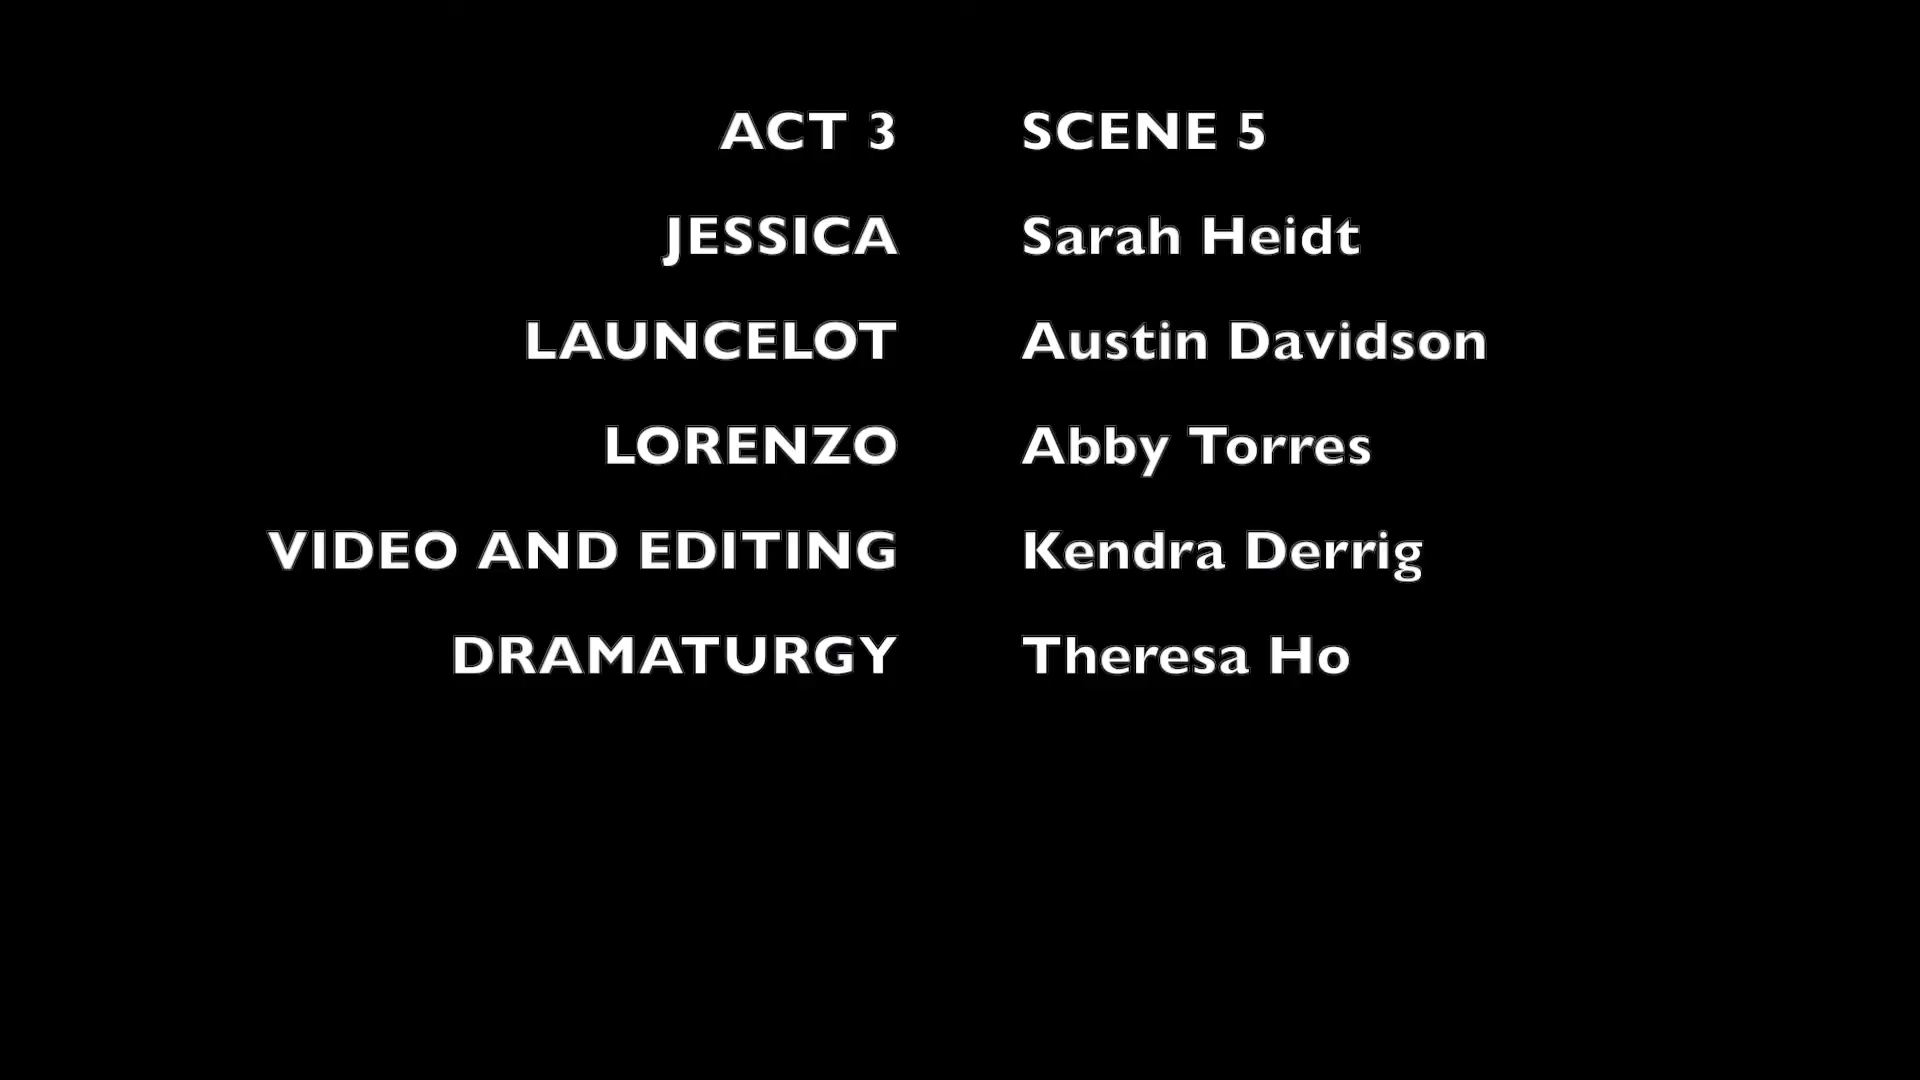 ACT 3 SCENE 5
JESSICA Sarah Heidt
LAUNCELOT Austin Davidson
LORENZO Abby Torres
VIDEO AND EDITING Kendra Derrig
DRAMATURGY Theresa Ho